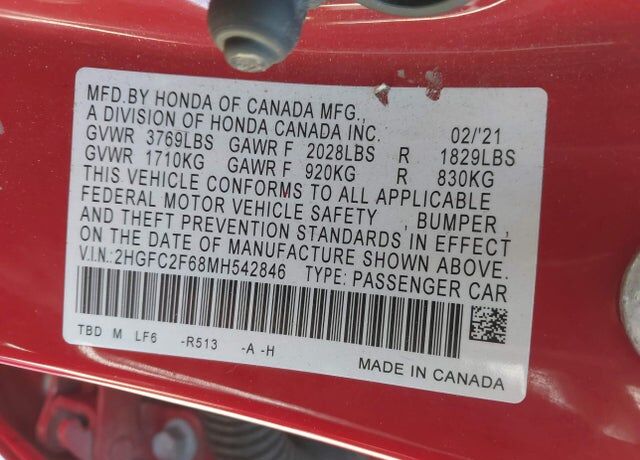 MFD.BY HONDA OF CANADA MFG.,
A DIVISION OF HONDA CANADA INC. 02/'21
GVWR 3769LBS GAWR F 2028LBS R 1829LBS
GVWR 1710KG GAWR F 920KG R 830KG
THIS VEHICLE CONFORMS TO ALL APPLICABLE
FEDERAL MOTOR VEHICLE SAFETY , BUMPER,
AND THEFT PREVENTION STANDARDS IN EFFECT
ON THE DATE OF MANUFACTURE SHOWN ABOVE.
V.I.N.:2HGFC2F68MH542846 TYPE: PASSENGER CAR
TBD M LF6 -R513 -A -H
MADE IN CANADA